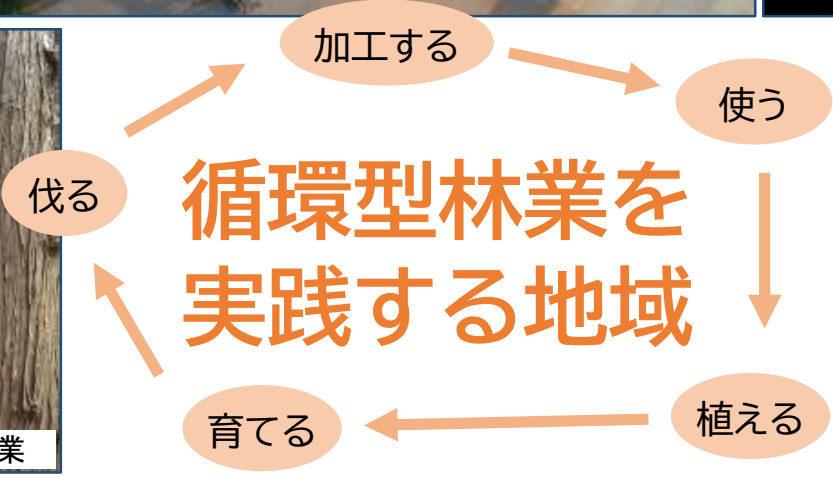 加工する
使う
伐る
循環型林業を
実践する地域
育てる
植える
業